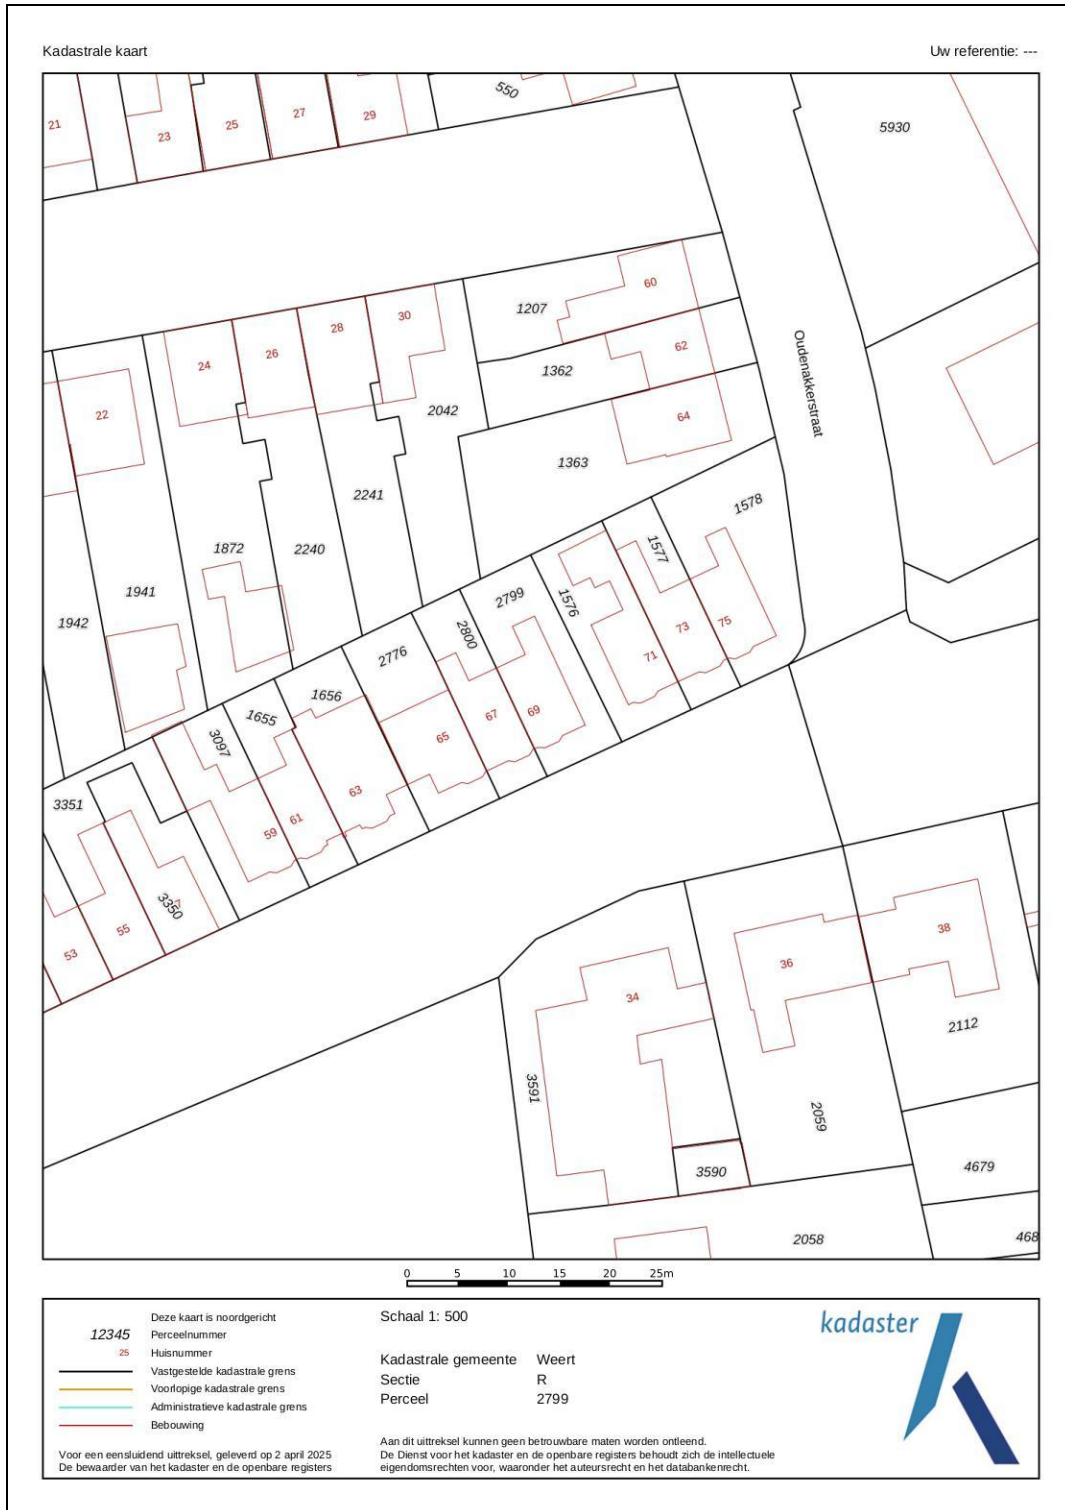 Kadastrale kaart
Uw referentie: ---
550
21
23
25
27
29
5930
60
1207
30
28
26
24
62
1362
Oudenakkerstraat
22
2042
64
1363
2241
1578
1872
2240
1577
1941
2799
1576
1942
2800
73
75
2776
71
1656
1655
67
69
3097
65
63
3351
61
59
7
3350
55
53
38
36
34
2112
3591
2059
3590
4679
2058
468
0 5 10 15 20 25m
Deze kaart is noordgericht
12345 Perceelnummer
25 Huisnummer
Vastgestelde kadastrale grens
Voorlopige kadastrale grens
Administratieve kadastrale grens
Bebouwing
Voor een eensluidend uittreksel, geleverd op 2 april 2025
De bewaarder van het kadaster en de openbare registers
Schaal 1: 500
Kadastrale gemeente Weert
Sectie R
Perceel 2799
Aan dit uittreksel kunnen geen betrouwbare maten worden ontleend.
De Dienst voor het kadaster en de openbare registers behoudt zich de intellectuele
eigendomsrechten voor, waaronder het auteursrecht en het databankenrecht.
kadaster